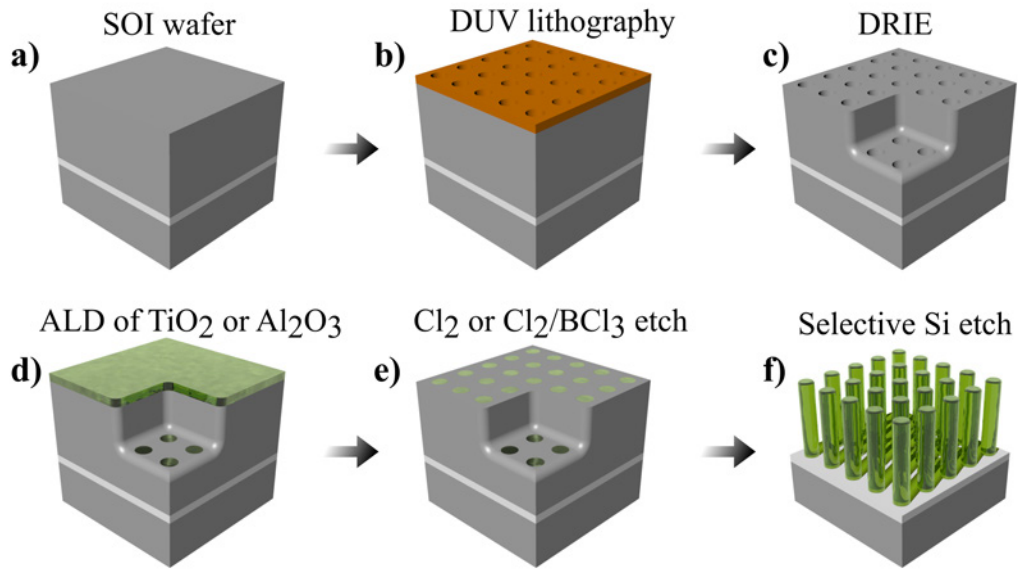 SOI wafer
DUV lithography
DRIE
a)
b)
c)
ALD of TiO₂ or Al₂O₃
Cl₂ or Cl₂/BCl₃ etch
Selective Si etch
d)
e)
f)